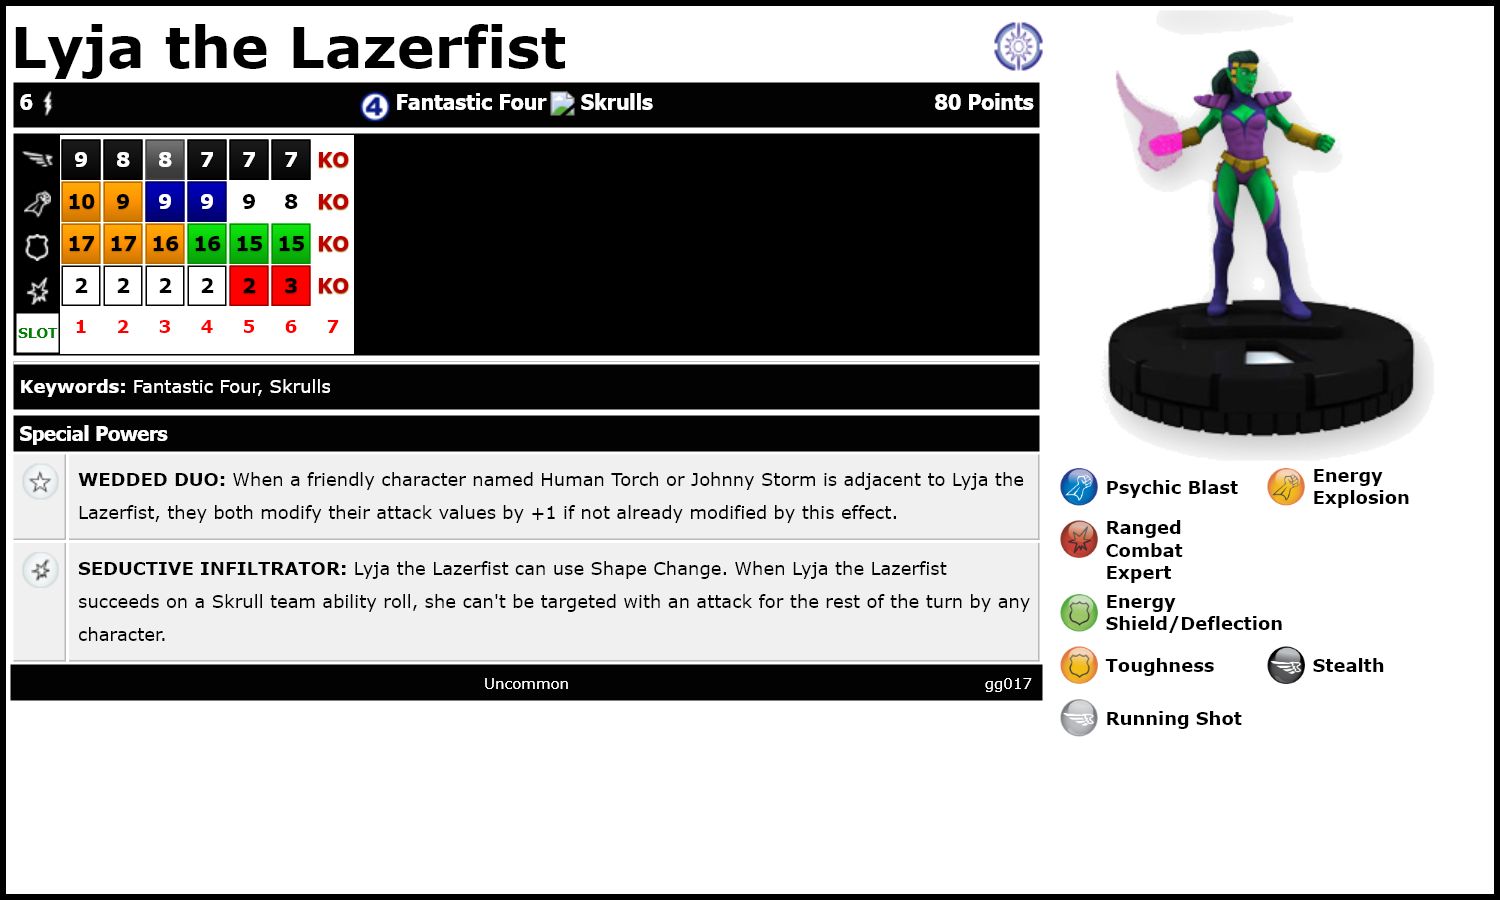 Lyja the Lazerfist
6 4 Fantastic Four Skrulls 80 Points
9 8 8 7 7 7 KO
10 9 9 9 9 8 KO
17 17 16 16 15 15 KO
2 2 2 2 2 3 KO
SLOT 1 2 3 4 5 6 7
Keywords: Fantastic Four, Skrulls
Special Powers
WEDDED DUO: When a friendly character named Human Torch or Johnny Storm is adjacent to Lyja the
Lazerfist, they both modify their attack values by +1 if not already modified by this effect.
SEDUCTIVE INFILTRATOR: Lyja the Lazerfist can use Shape Change. When Lyja the Lazerfist
succeeds on a Skrull team ability roll, she can't be targeted with an attack for the rest of the turn by any
character.
Uncommon gg017
Psychic Blast
Energy
Explosion
Ranged
Combat
Expert
Energy
Shield/Deflection
Toughness
Stealth
Running Shot